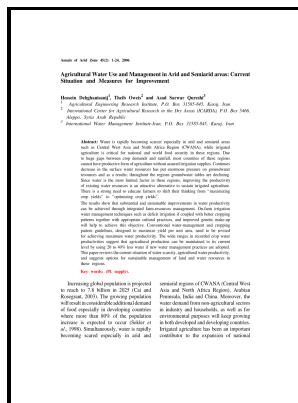 Annals of Arid Zone 45(2): 1-24, 2006
Agricultural Water Use and Management in Arid and Semiarid areas: Current
Situation and Measures for Improvement
Hossein Dehghanisanij¹, Theib Oweis² and Asad Sarwar Qureshi³
1 Agricultural Engineering Research Institute, P.O. Box 31585-845, Karaj, Iran
2 International Center for Agricultural Research in the Dry Areas (ICARDA), P.O. Box 5466,
Aleppo, Syria Arab Republic
3 International Water Management Institute-Iran, P.O. Box 31585-845, Karaj, Iran
Abstract: Water is rapidly becoming scarcer especially in arid and semiarid areas
such as Central West Asia and North Africa Region (CWANA), while irrigated
agriculture is critical for national and world food security in these regions. Due
to huge gaps between crop demands and rainfall, most countries of these regions
cannot have productive form of agriculture without assured irrigation supplies. Continues
decrease in the surface water resources has put enormous pressure on groundwater
resources and as a results; throughout the regions groundwater tables are declining.
Since water is the most limited factor in these regions, improving the productivity
of existing water resources is an attractive alternative to sustain irrigated agriculture.
There is a strong need to educate farmers to shift their thinking from "maximizing
crop yields" to "optimizing crop yields".
The results show that substantial and sustainable improvements in water productivity
can be achieved through integrated farm-resources management. On-farm irrigation
water management techniques such as deficit irrigation if coupled with better cropping
patterns together with appropriate cultural practices, and improved genetic make-up
will help to achieve this objective. Conventional water-management and cropping
pattern guidelines, designed to maximize yield per unit area, need to be revised
for achieving maximum water productivity. The wide ranges in recorded crop water
productivities suggest that agricultural production can be maintained to its current
level by using 20 to 40% less water if new water management practices are adopted.
This paper reviews the current situation of water scarcity, agricultural water productivity,
and suggests options for sustainable management of land and water resources in
these regions.
Key words: (Pl. supply).
Increasing global population is projected
to reach to 7.8 billion in 2025 (Cai and
Rosegrant, 2003). The growing population
will result in considerable additional demand
of food especially in developing countries
where more than 80% of the population
increase is expected to occur (Seckler et
al., 1998). Simultaneously, water is rapidly
becoming scared especially in arid and
semiarid regions of CWANA (Central West
Asia and North Africa Region), Arabian
Peninsula, India and China. Moreover, the
water demand from non-agricultural sectors
in industry and households, as well as for
environmental purposes will keep growing
in both developed and developing countries.
Irrigated agriculture has been an important
contributor to the expansion of national